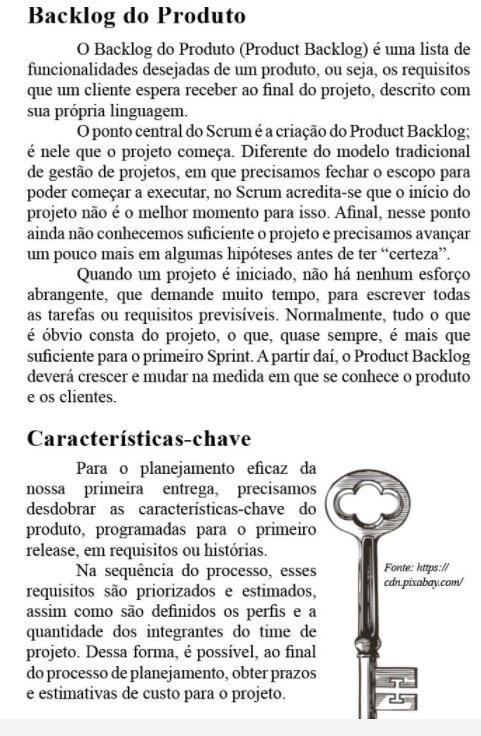 Backlog do Produto
O Backlog do Produto (Product Backlog) é uma lista de
funcionalidades desejadas de um produto, ou seja, os requisitos
que um cliente espera receber ao final do projeto, descrito com
sua própria linguagem.
O ponto central do Scrum é a criação do Product Backlog;
é nele que o projeto começa. Diferente do modelo tradicional
de gestão de projetos, em que precisamos fechar o escopo para
poder começar a executar, no Scrum acredita-se que o início do
projeto não é o melhor momento para isso. Afinal, nesse ponto
ainda não conhecemos suficiente o projeto e precisamos avançar
um pouco mais em algumas hipóteses antes de ter “certeza”.
Quando um projeto é iniciado, não há nenhum esforço
abrangente, que demande muito tempo, para escrever todas
as tarefas ou requisitos previsíveis. Normalmente, tudo o que
é óbvio consta do projeto, o que, quase sempre, é mais que
suficiente para o primeiro Sprint. A partir daí, o Product Backlog
deverá crescer e mudar na medida em que se conhece o produto
e os clientes.
Características-chave
Para o planejamento eficaz da
nossa primeira entrega, precisamos
desdobrar as características-chave do
produto, programadas para o primeiro
release, em requisitos ou histórias.
Na sequência do processo, esses
requisitos são priorizados e estimados,
assim como são definidos os perfis e a
quantidade dos integrantes do time de
projeto. Dessa forma, é possível, ao final
do processo de planejamento, obter prazos
e estimativas de custo para o projeto.
Fonte: https://
cdn.pixabay.com/